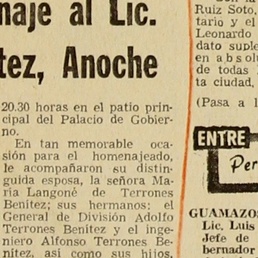 naje al Lic.
tez, Anoche
20.30 horas en el patio prin-
cipal del Palacio de Gobier-
no.
En tan memorable oca-
sión para el homenajeado,
le acompañaron su distin-
guida esposa, la señora Ma-
ría Langoné de Terrones
Benítez; sus hermanos: el
General de División Adolfo
Terrones Benítez y el inge-
niero Alfonso Terrones Be-
nítez, así como sus hijos,
Ruiz Soto,
tario y el
Leonardo
dato suple
en absolu
de todas
ta ciudad,
(Pasa a l
ENTRE
Per
GUAMAZO
Lic. Luis
Jefe de
bernador